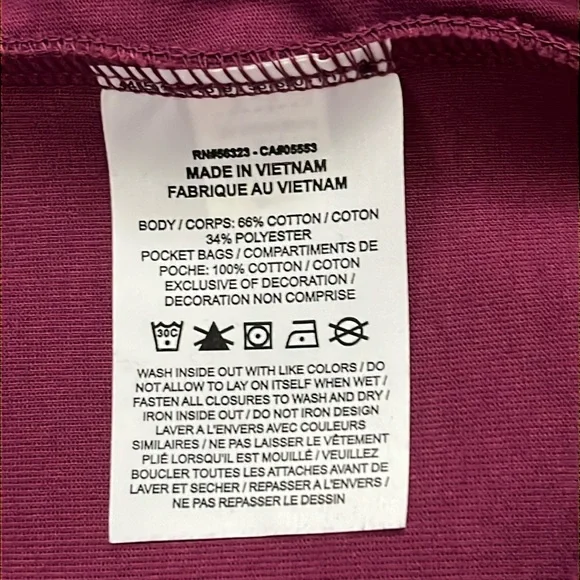 RN#56323 - CA#05553
MADE IN VIETNAM
FABRIQUE AU VIETNAM
BODY / CORPS: 66% COTTON / COTON
34% POLYESTER
POCKET BAGS / COMPARTIMENTS DE
POCHE: 100% COTTON / COTON
EXCLUSIVE OF DECORATION /
DECORATION NON COMPRISE
30C
WASH INSIDE OUT WITH LIKE COLORS / DO
NOT ALLOW TO LAY ON ITSELF WHEN WET /
FASTEN ALL CLOSURES TO WASH AND DRY /
IRON INSIDE OUT / DO NOT IRON DESIGN
LAVER A L'ENVERS AVEC COULEURS
SIMILAIRES / NE PAS LAISSER LE VÊTEMENT
PLIÉ LORSQU'IL EST MOUILLÉ / VEUILLEZ
BOUCLER TOUTES LES ATTACHES AVANT DE
LAVER ET SECHER / REPASSER A L'ENVERS /
NE PAS REPASSER LE DESSIN